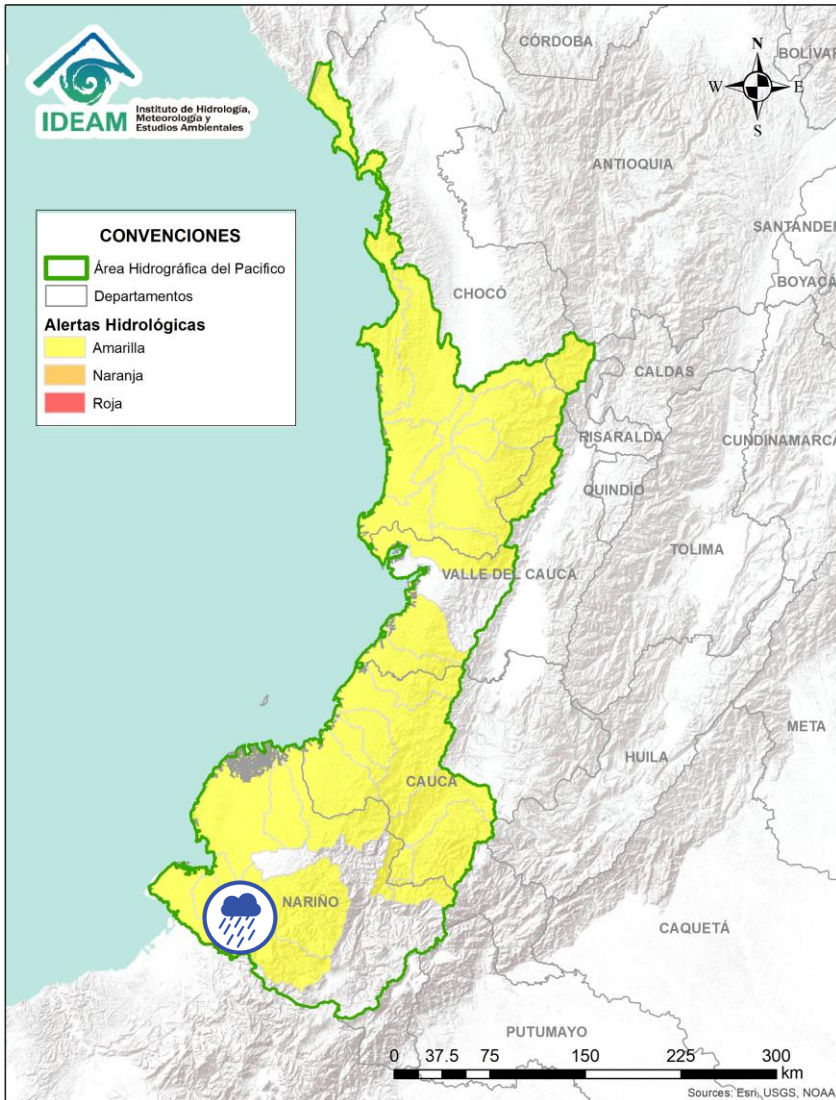 IDEAM
Instituto de Hidrología,
Meteorología y
Estudios Ambientales
CÓRDOBA
BOLÍVAR
N
W
E
S
ANTIOQUIA
SANTANDER
CONVENCIONES
Área Hidrográfica del Pacifico
Departamentos
Alertas Hidrológicas
Amarilla
Naranja
Roja
BOYACÁ
CHOCÓ
CALDAS
RISARALDA
CUNDINAMARCA
QUINDÍO
TOLIMA
VALLE DEL CAUCA
META
HUILA
CAUCA
NARIÑO
CAQUETÁ
PUTUMAYO
0 37.5 75 150 225 300
km
Sources: Esri, USGS, NOAA